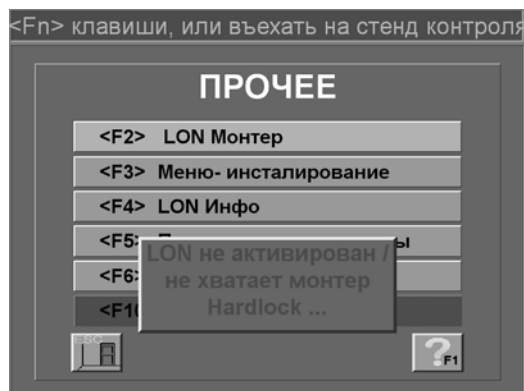 <Fn> клавиши, или въехать на стенд контроля
ПРОЧЕЕ
<F2> LON Монтер
<F3> Меню- инсталирование
<F4> LON Инфо
<F5>
<F6>
LON не активирован /
не хватает монтер
Hardlock ...
ESC
? F1